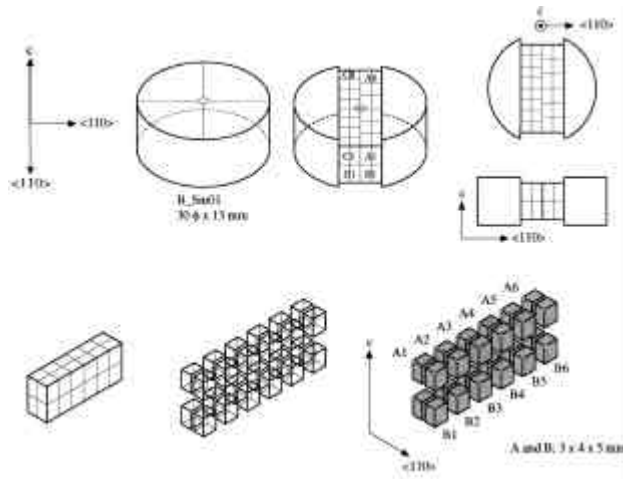 c
<110>
<110>
B_Sm01
30 ϕ x 13 mm
c
<110>
c
<110>
A6
A5
A4
A3
A2
A1
c
B6
B5
B4
B3
B2
B1
<110>
A and B; 3 x 4 x 5 mm